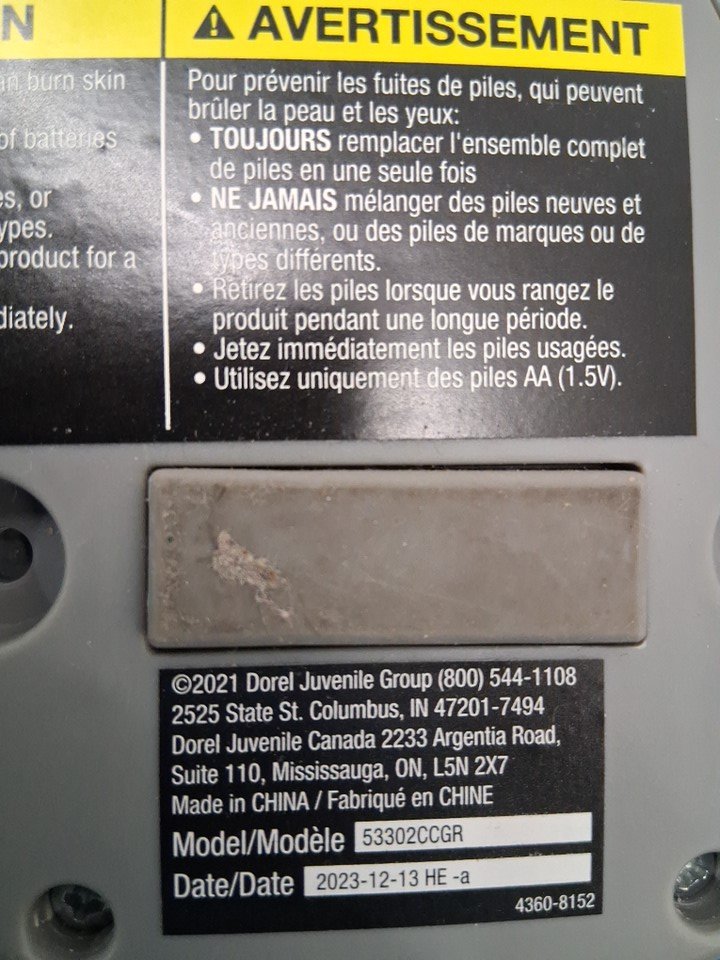 N
an burn skin
of batteries
es, or
ypes.
product for a
diately.
⚠ AVERTISSEMENT
Pour prévenir les fuites de piles, qui peuvent
brûler la peau et les yeux:
• TOUJOURS remplacer l'ensemble complet
de piles en une seule fois
• NE JAMAIS mélanger des piles neuves et
anciennes, ou des piles de marques ou de
types différents.
• Retirez les piles lorsque vous rangez le
produit pendant une longue période.
• Jetez immédiatement les piles usagées.
• Utilisez uniquement des piles AA (1.5V).
©2021 Dorel Juvenile Group (800) 544-1108
2525 State St. Columbus, IN 47201-7494
Dorel Juvenile Canada 2233 Argentia Road,
Suite 110, Mississauga, ON, L5N 2X7
Made in CHINA / Fabriqué en CHINE
Model/Modèle 53302CCGR
Date/Date 2023-12-13 HE -a
4360-8152